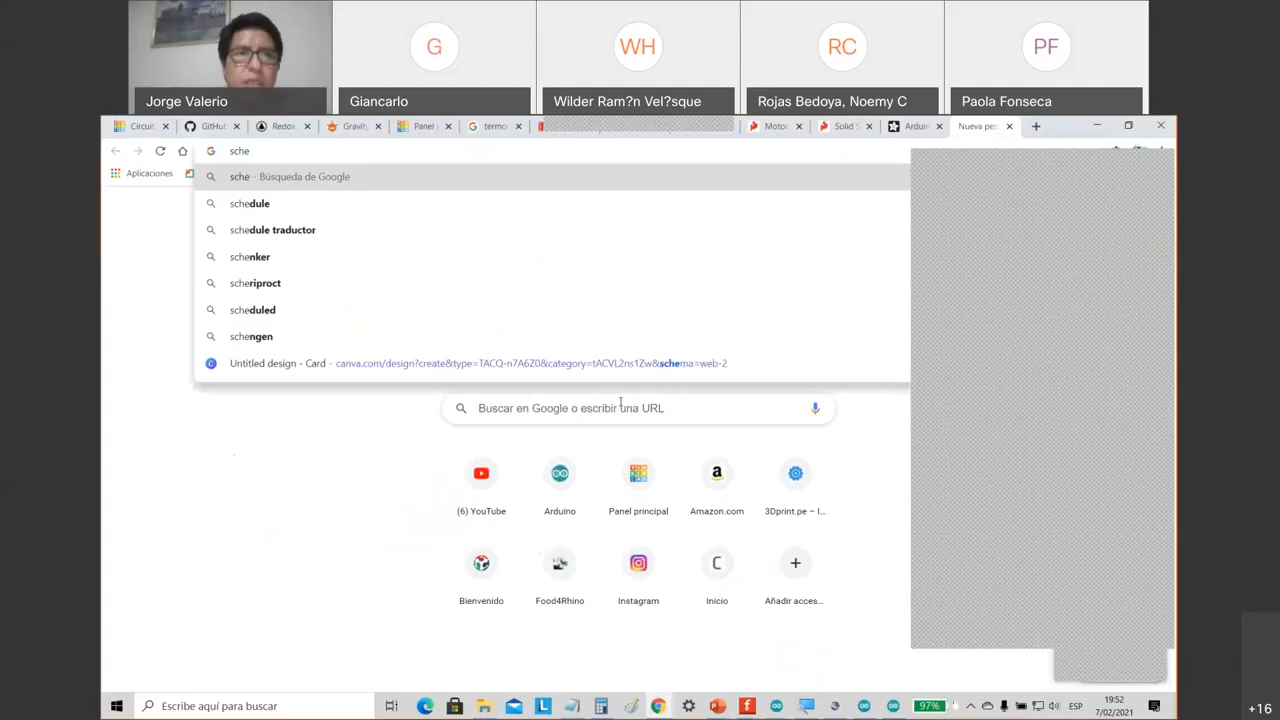 G
WH
RC
PF
Jorge Valerio
Giancarlo
Wilder Ram?n Vel?sque
Rojas Bedoya, Noemy C
Paola Fonseca
Circuit
GitHub
Redox
Gravity
Panel p
termo
Motor
Solid S
Arduin
Nueva pes
sche
Aplicaciones
sche - Búsqueda de Google
schedule
schedule traductor
schenker
scheriproct
scheduled
schengen
Untitled design - Card - canva.com/design?create&type=TACQ-n7A6Z0&category=tACVL2ns1Zw&schema=web-2
Buscar en Google o escribir una URL
(6) YouTube
Arduino
Panel principal
Amazon.com
3Dprint.pe – I...
Bienvenido
Food4Rhino
Instagram
C
Inicio
Añadir acces...
Escribe aquí para buscar
97%
ESP
19:52
7/02/2021
+16